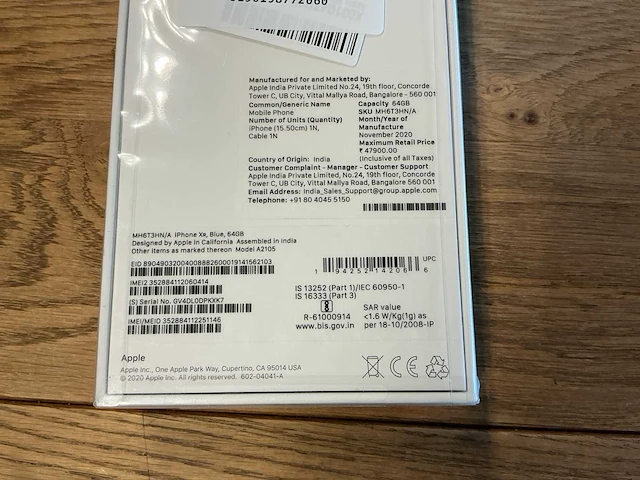 Manufactured for and Marketed by:
Apple India Private Limited No.24, 19th floor, Concorde
Tower C, UB City, Vittal Mallya Road, Bangalore - 560 001
Common/Generic Name
Mobile Phone
Number of Units (Quantity)
iPhone (15.50cm) 1N,
Cable 1N
Capacity 64GB
SKU MH6T3HN/A
Month/Year of
Manufacture
November 2020
Maximum Retail Price
₹ 47900.00
(inclusive of all Taxes)
Country of Origin: India
Customer Complaint - Manager - Customer Support
Apple India Private Limited No.24, 19th floor, Concorde
Tower C, UB City, Vittal Mallya Road, Bangalore - 560 001
Email Address: India_Sales_Support@group.apple.com
Telephone: +91 80 4045 5150
MH6T3HN/A iPhone XR, Blue, 64GB
Designed by Apple in California Assembled in India
Other items as marked thereon Model A2105
EID 89049032004008882600019141562103
IMEI2 352884112060414
(S) Serial No. GV4DL0DPKXK7
IMEI/MEID 352884112251146
UPC
1 94252 14206 6
IS 13252 (Part 1)/IEC 60950-1
IS 16333 (Part 3)
R-61000914
www.bis.gov.in
SAR value
<1.6 W/Kg(1g) as
per 18-10/2008-IP
Apple
Apple Inc., One Apple Park Way, Cupertino, CA 95014 USA
© 2020 Apple Inc. All rights reserved. 602-04041-A